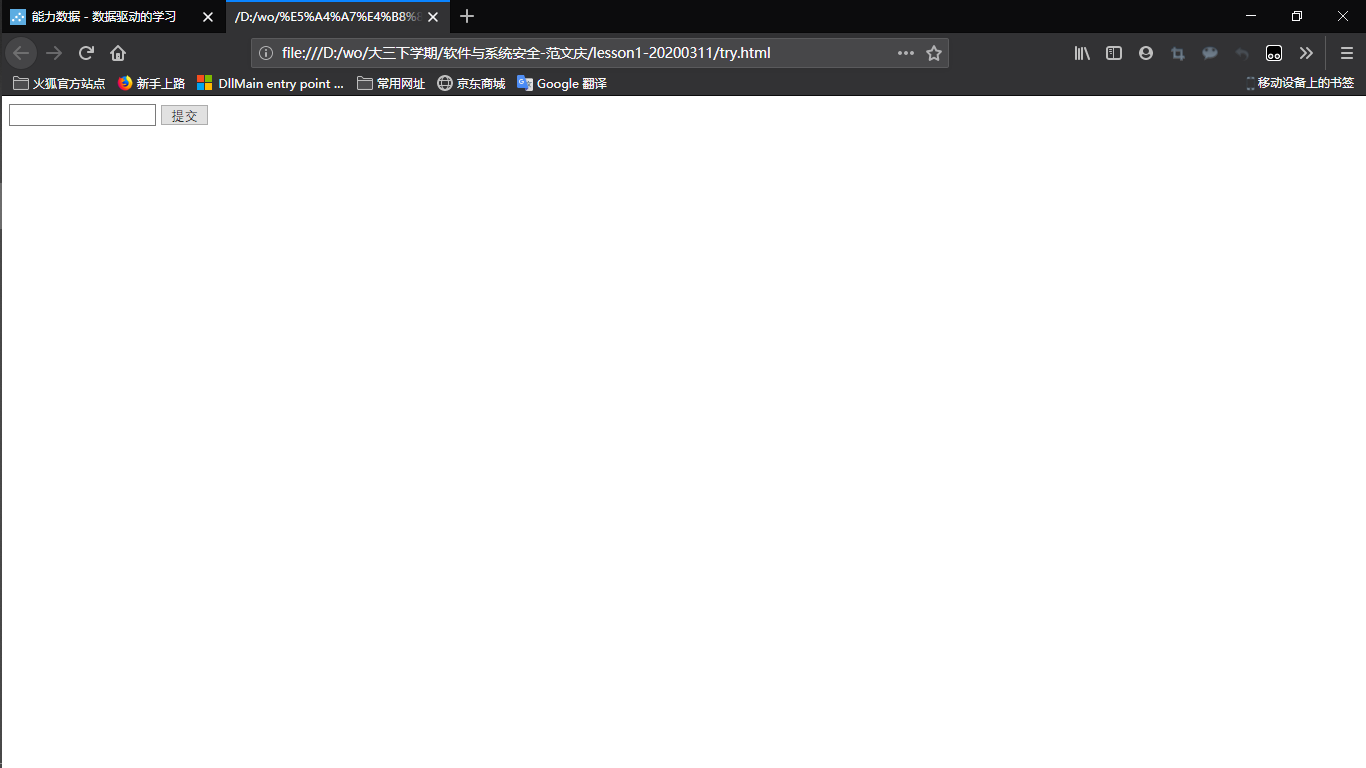 能力数据 - 数据驱动的学习
/D:/wo/%E5%A4%A7%E4%B8%
file:///D:/wo/大三下学期/软件与系统安全-范文庆/lesson1-20200311/try.html
火狐官方站点 新手上路 DllMain entry point ... 常用网址 京东商城 Google 翻译 移动设备上的书签
提交